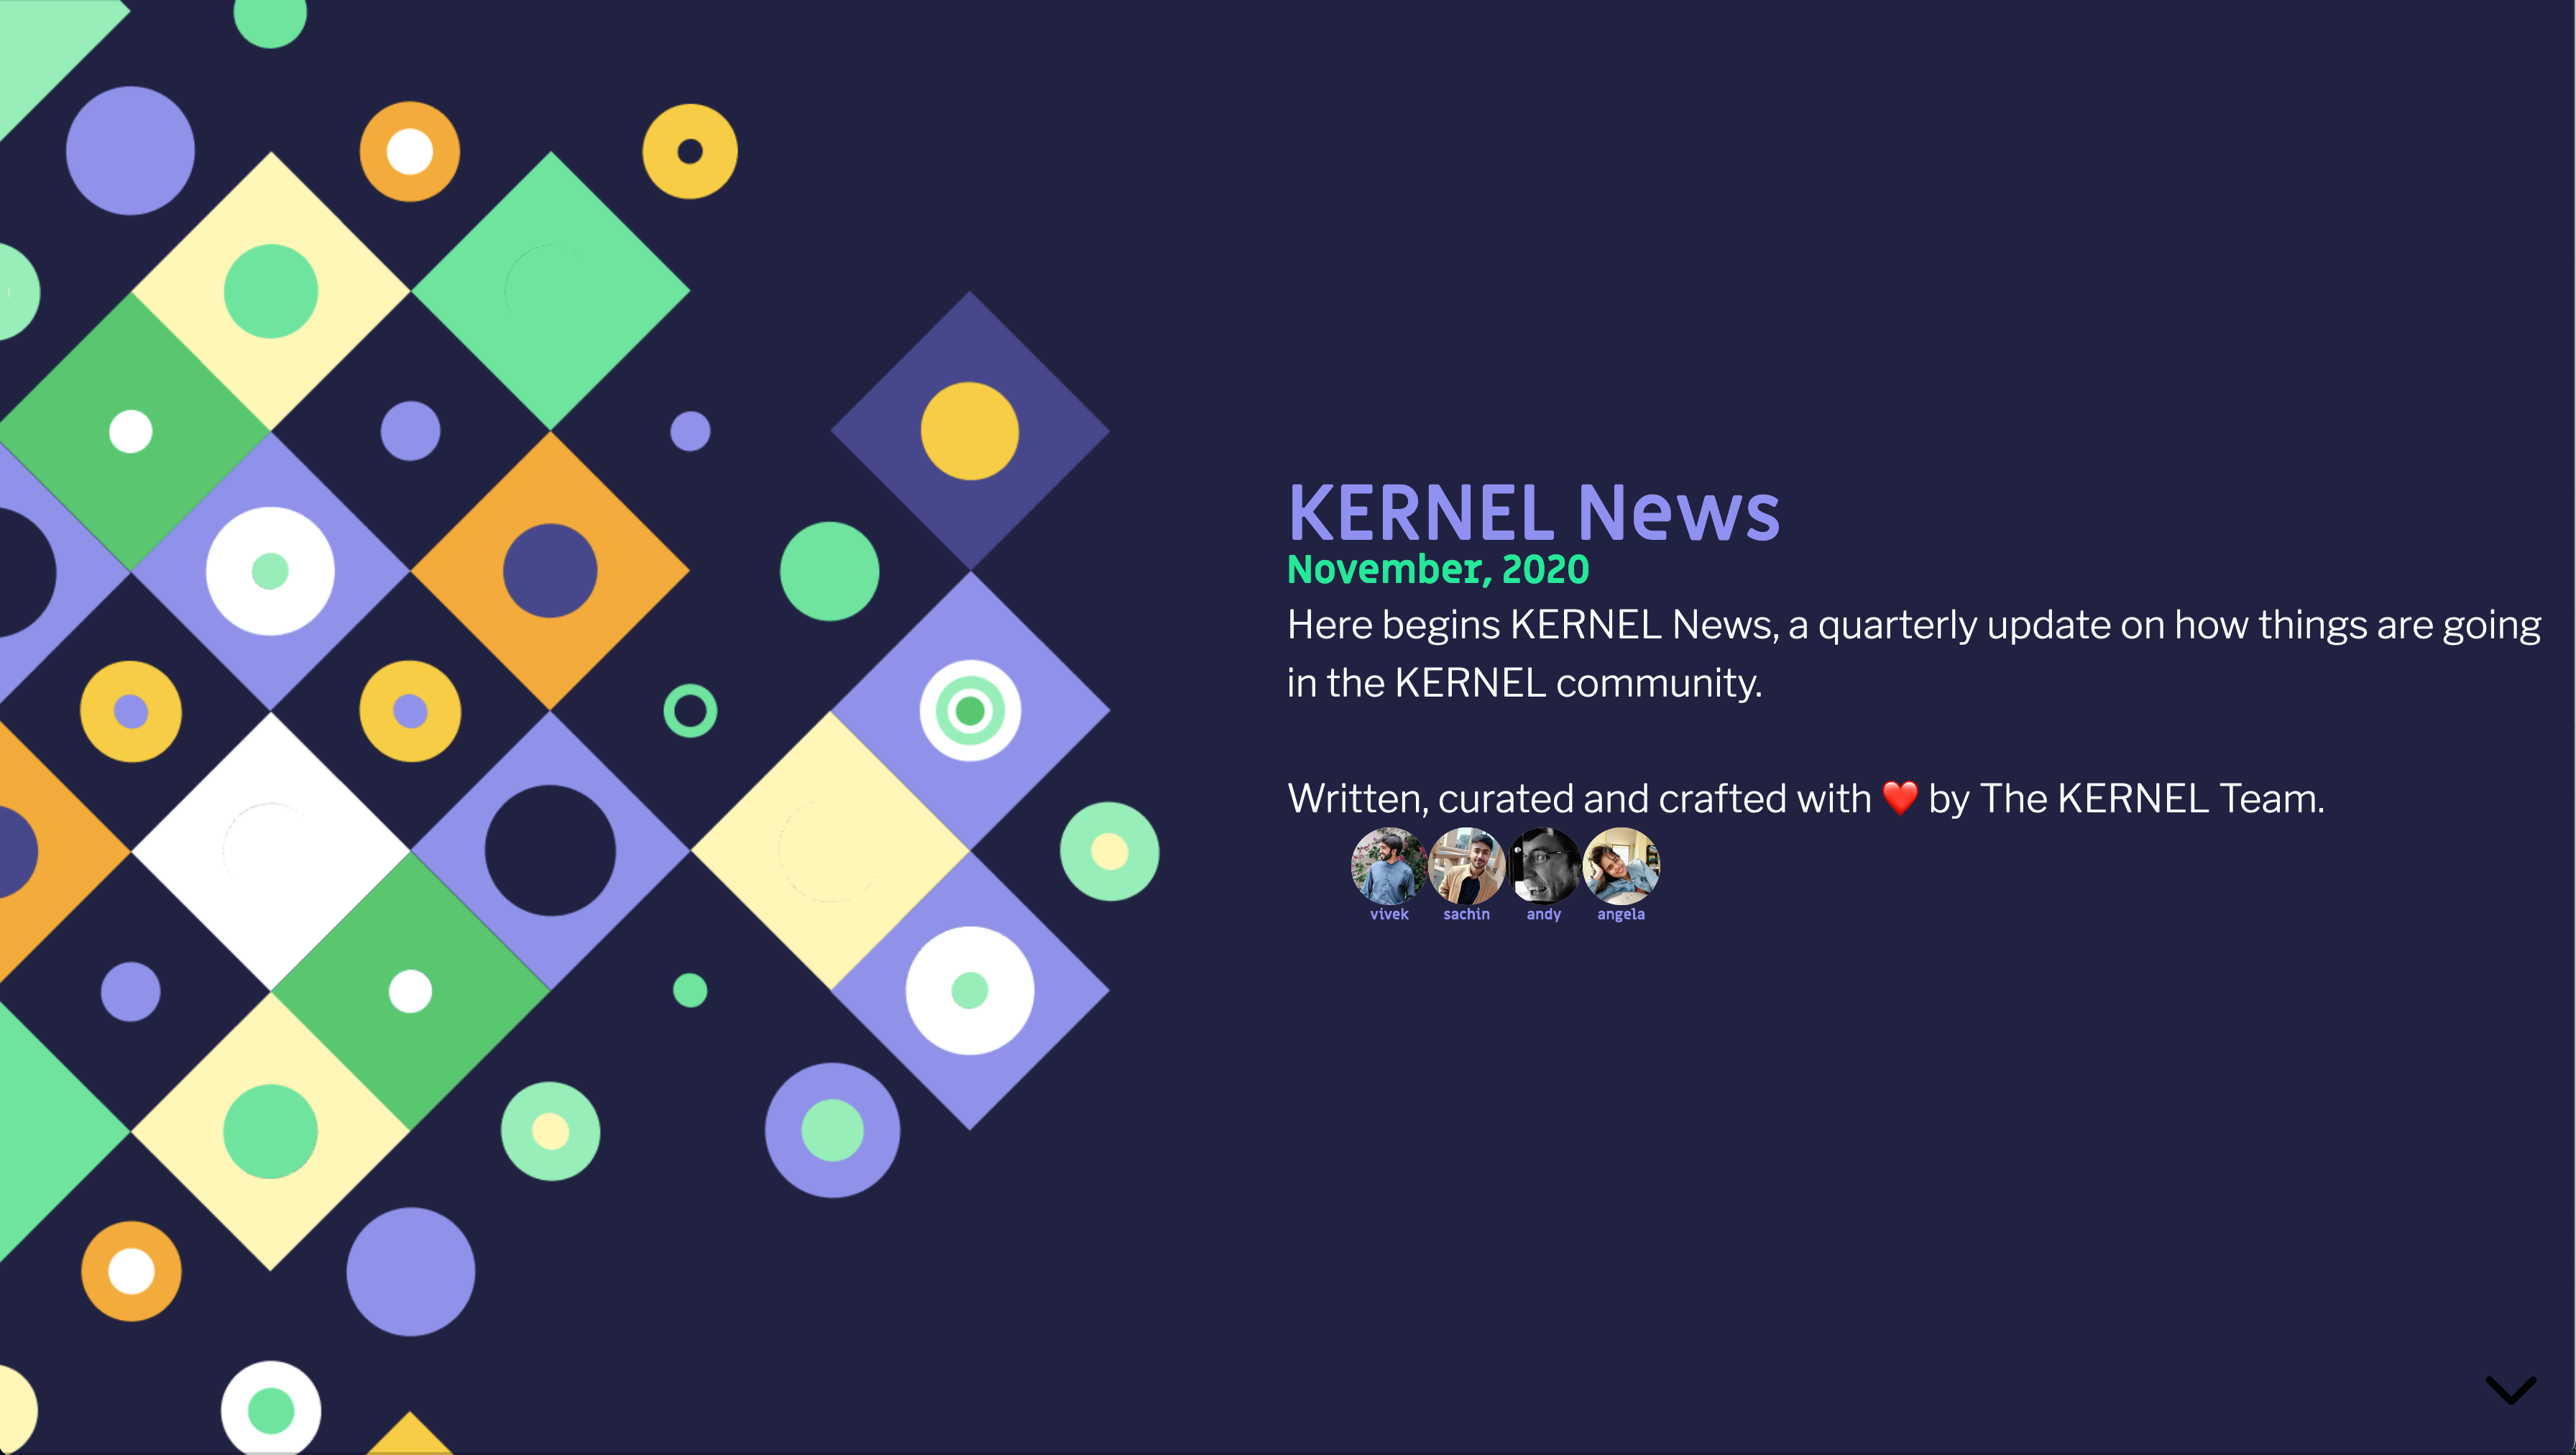 KERNEL News
November, 2020
Here begins KERNEL News, a quarterly update on how things are going
in the KERNEL community.
Written, curated and crafted with ❤️ by The KERNEL Team.
vivek sachin andy angela